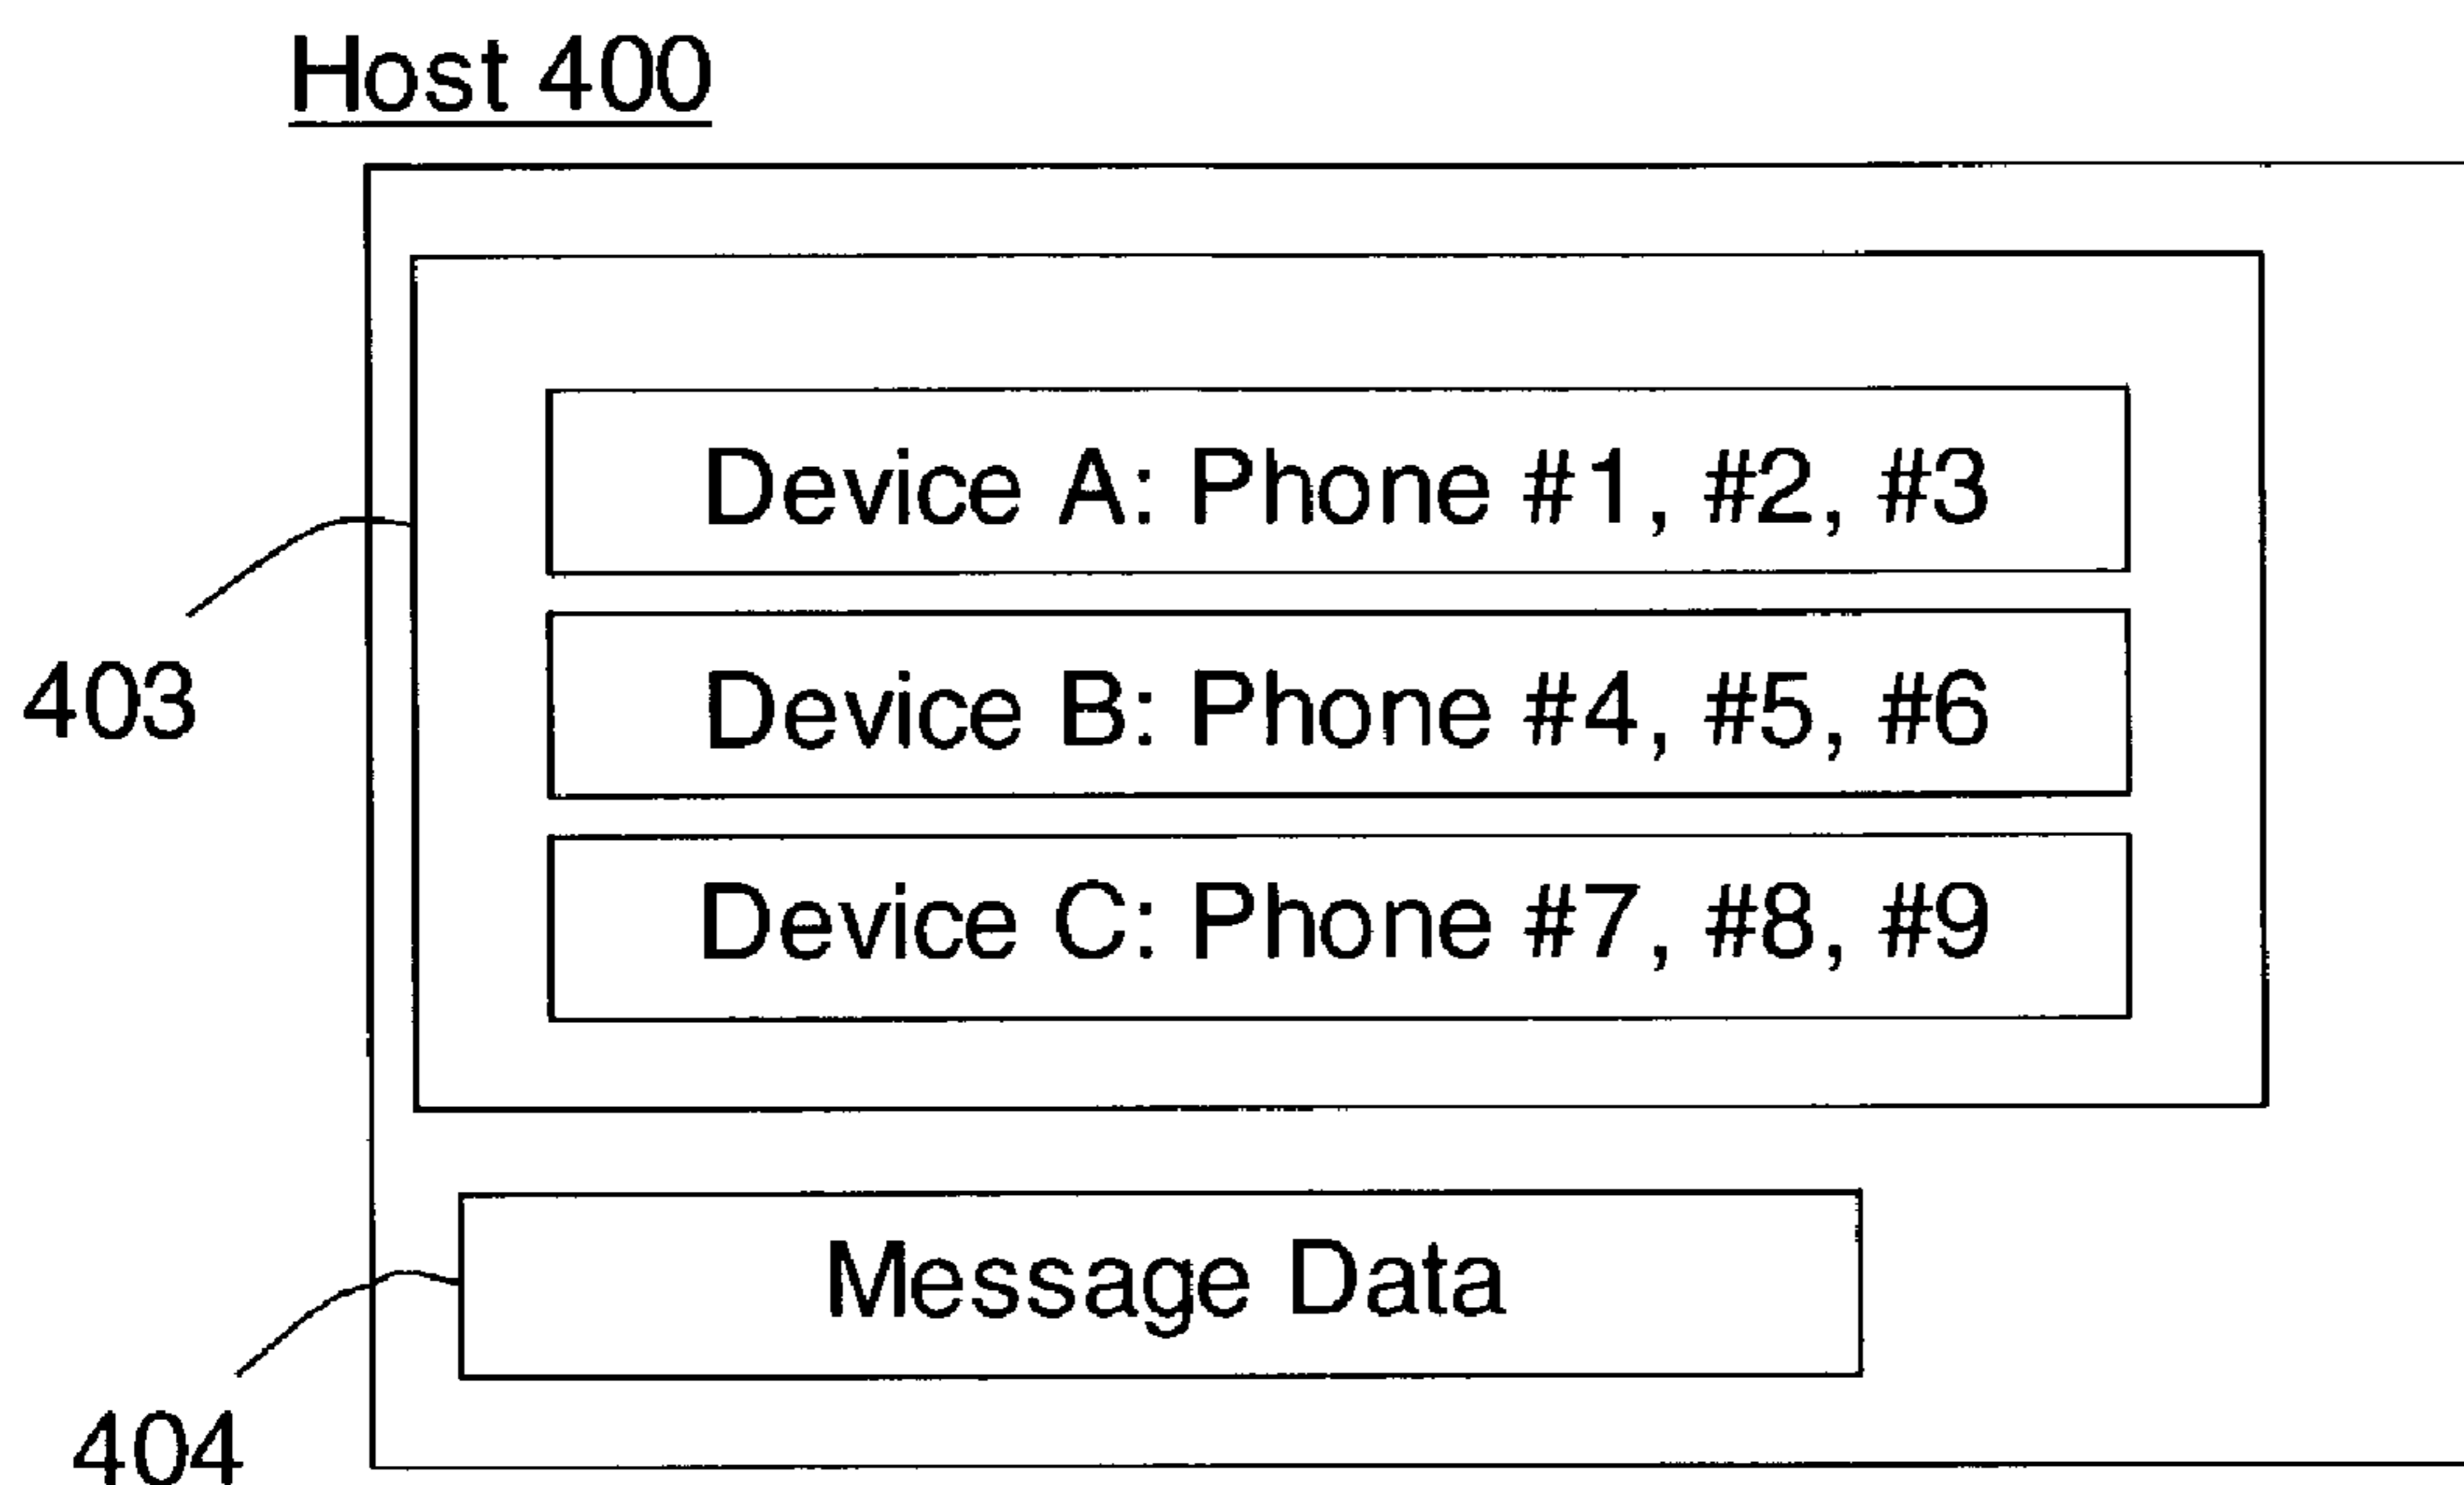 Host 400
Device A: Phone #1, #2, #3
Device B: Phone #4, #5, #6
403
Device C: Phone #7, #8, #9
Message Data
404